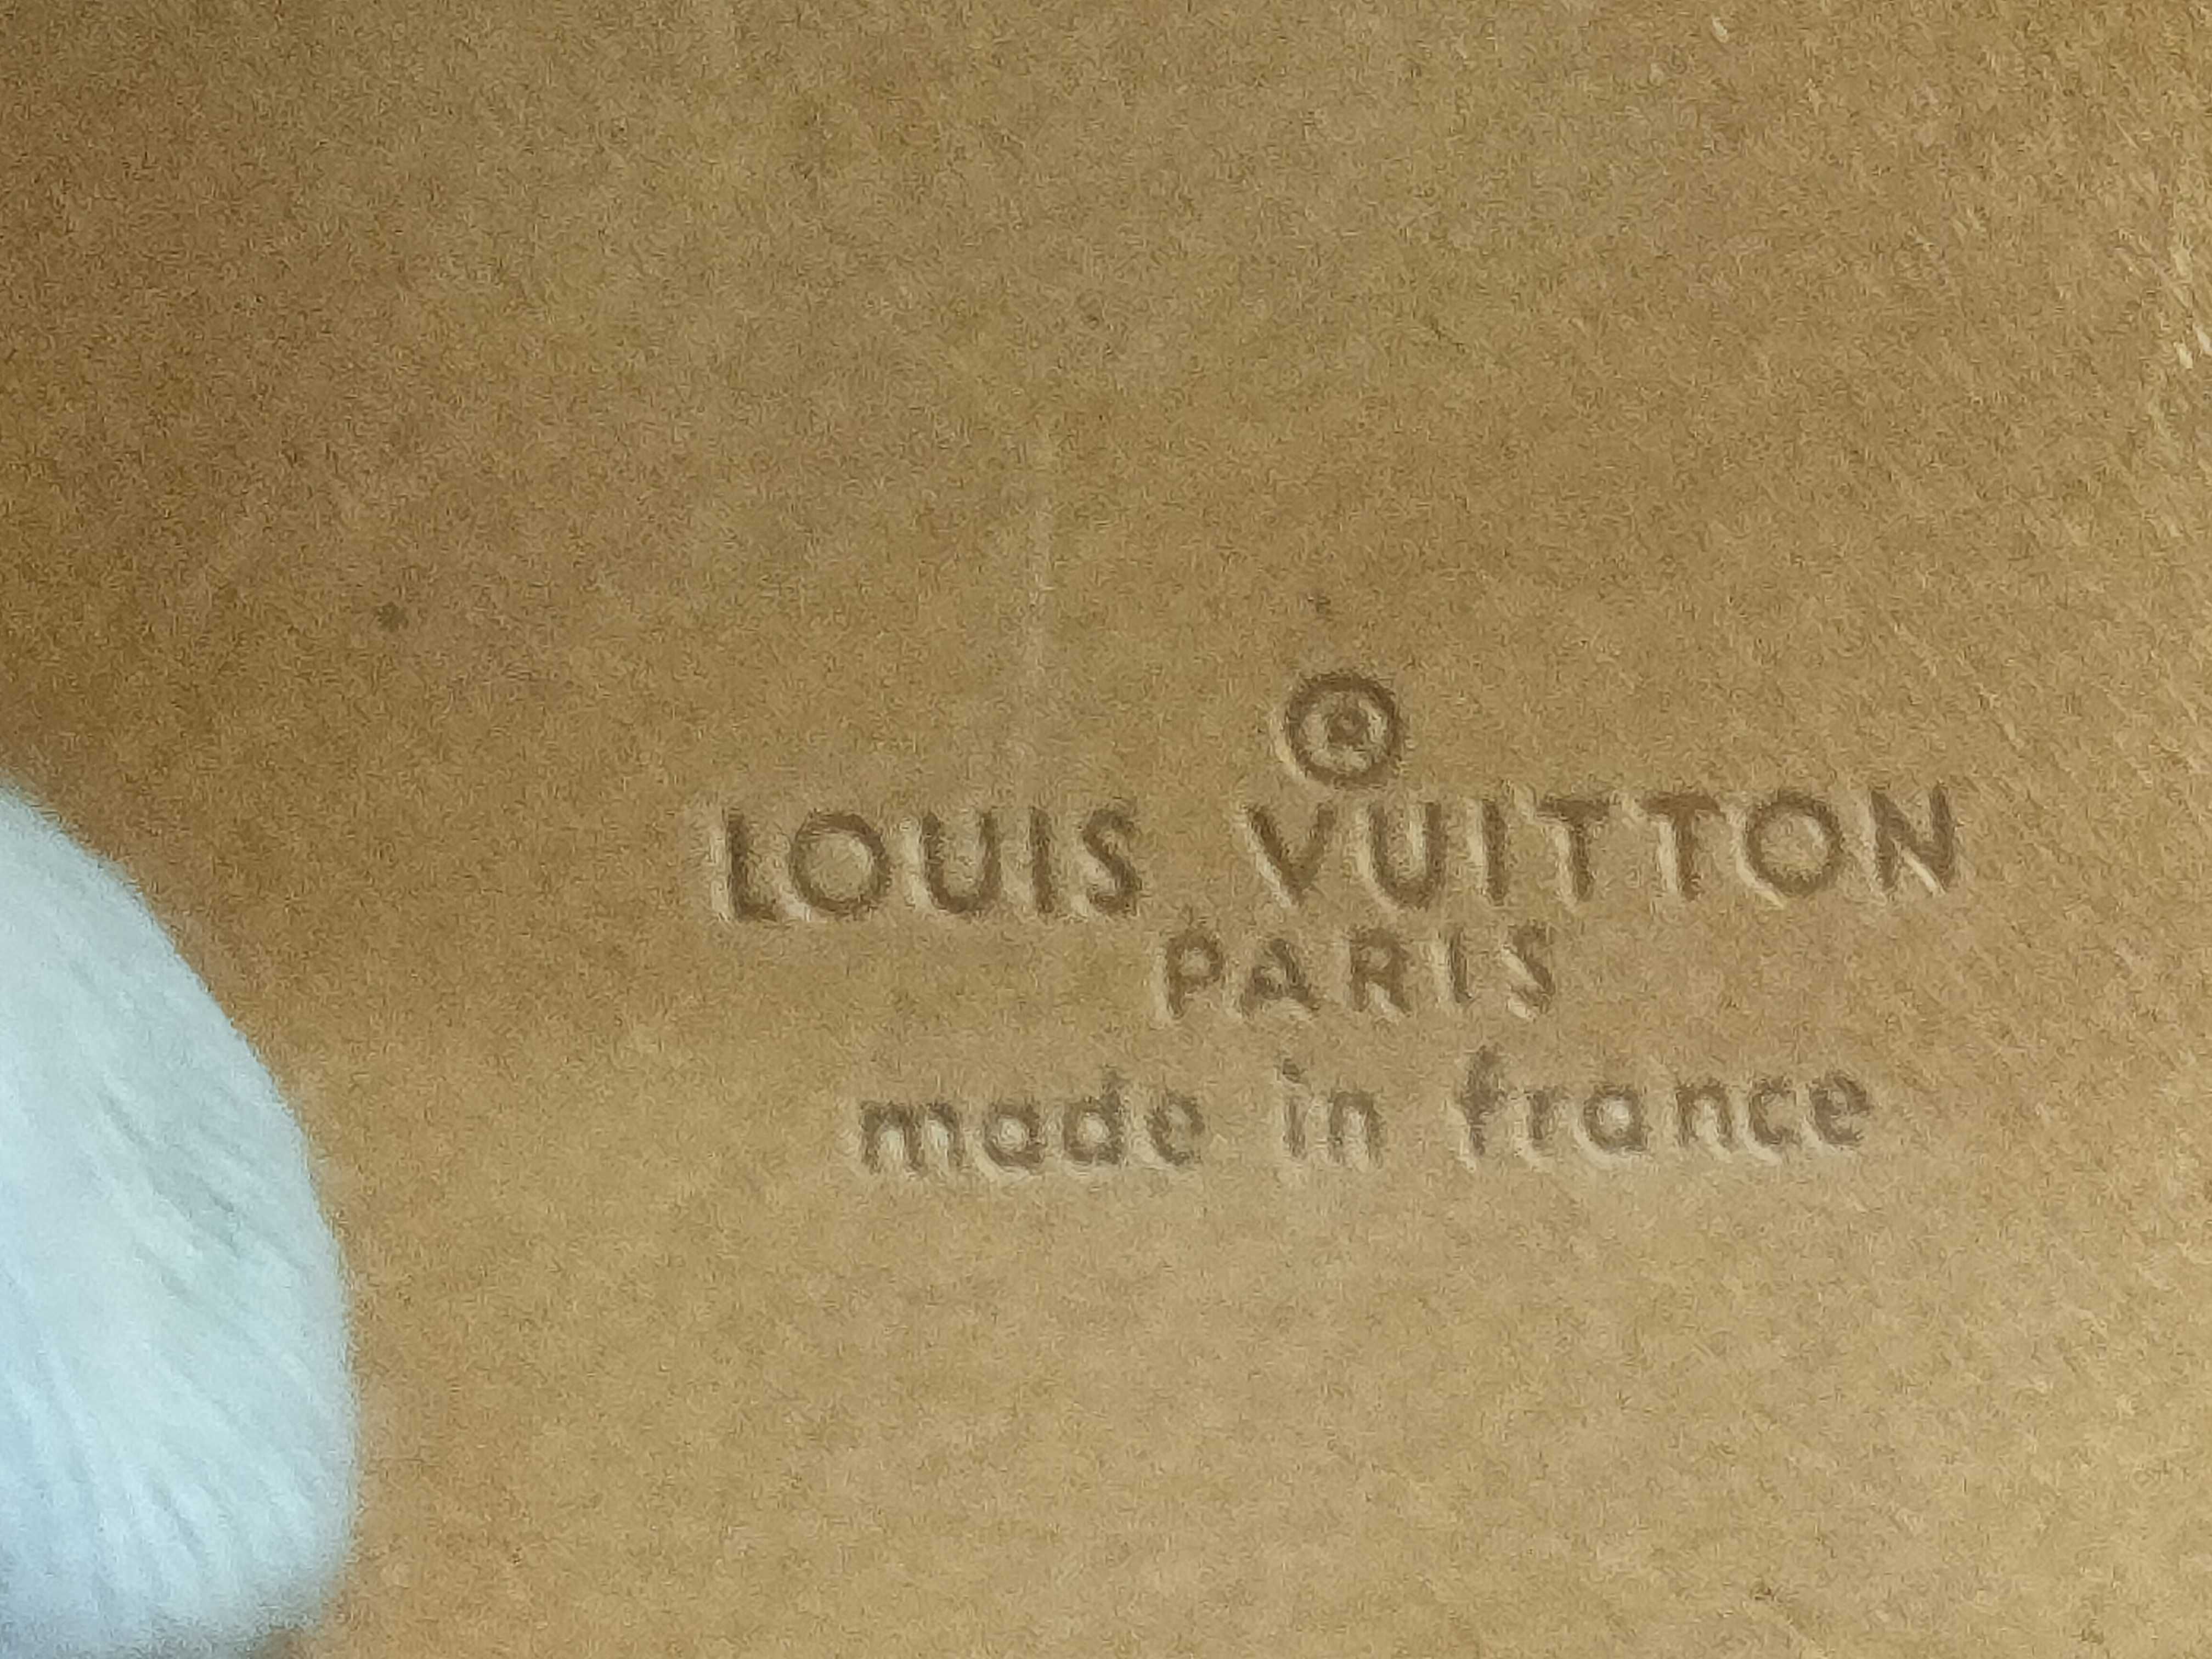 ®
LOUIS VUITTON
PARIS
made in france